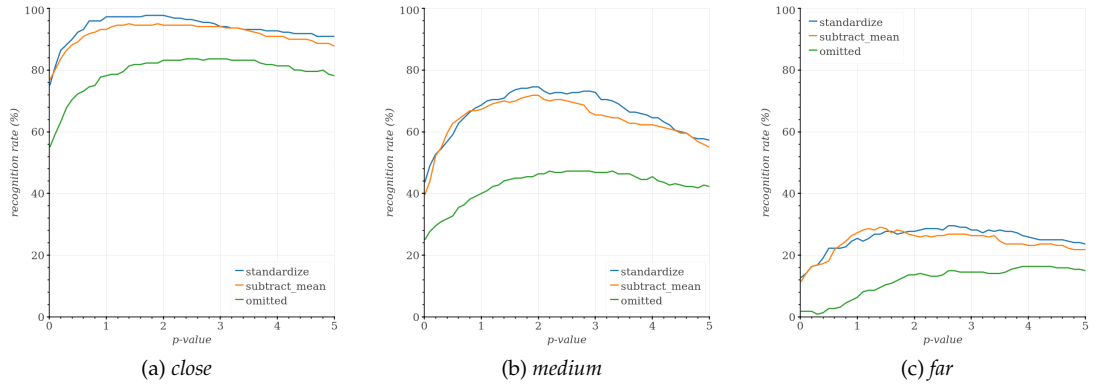 100
80
60
40
20
0
recognition rate (%)
standardize
subtract_mean
omitted
0 1 2 3 4 5
p-value
(a) close
100
80
60
40
20
0
recognition rate (%)
standardize
subtract_mean
omitted
0 1 2 3 4 5
p-value
(b) medium
100
80
60
40
20
0
recognition rate (%)
standardize
subtract_mean
omitted
0 1 2 3 4 5
p-value
(c) far